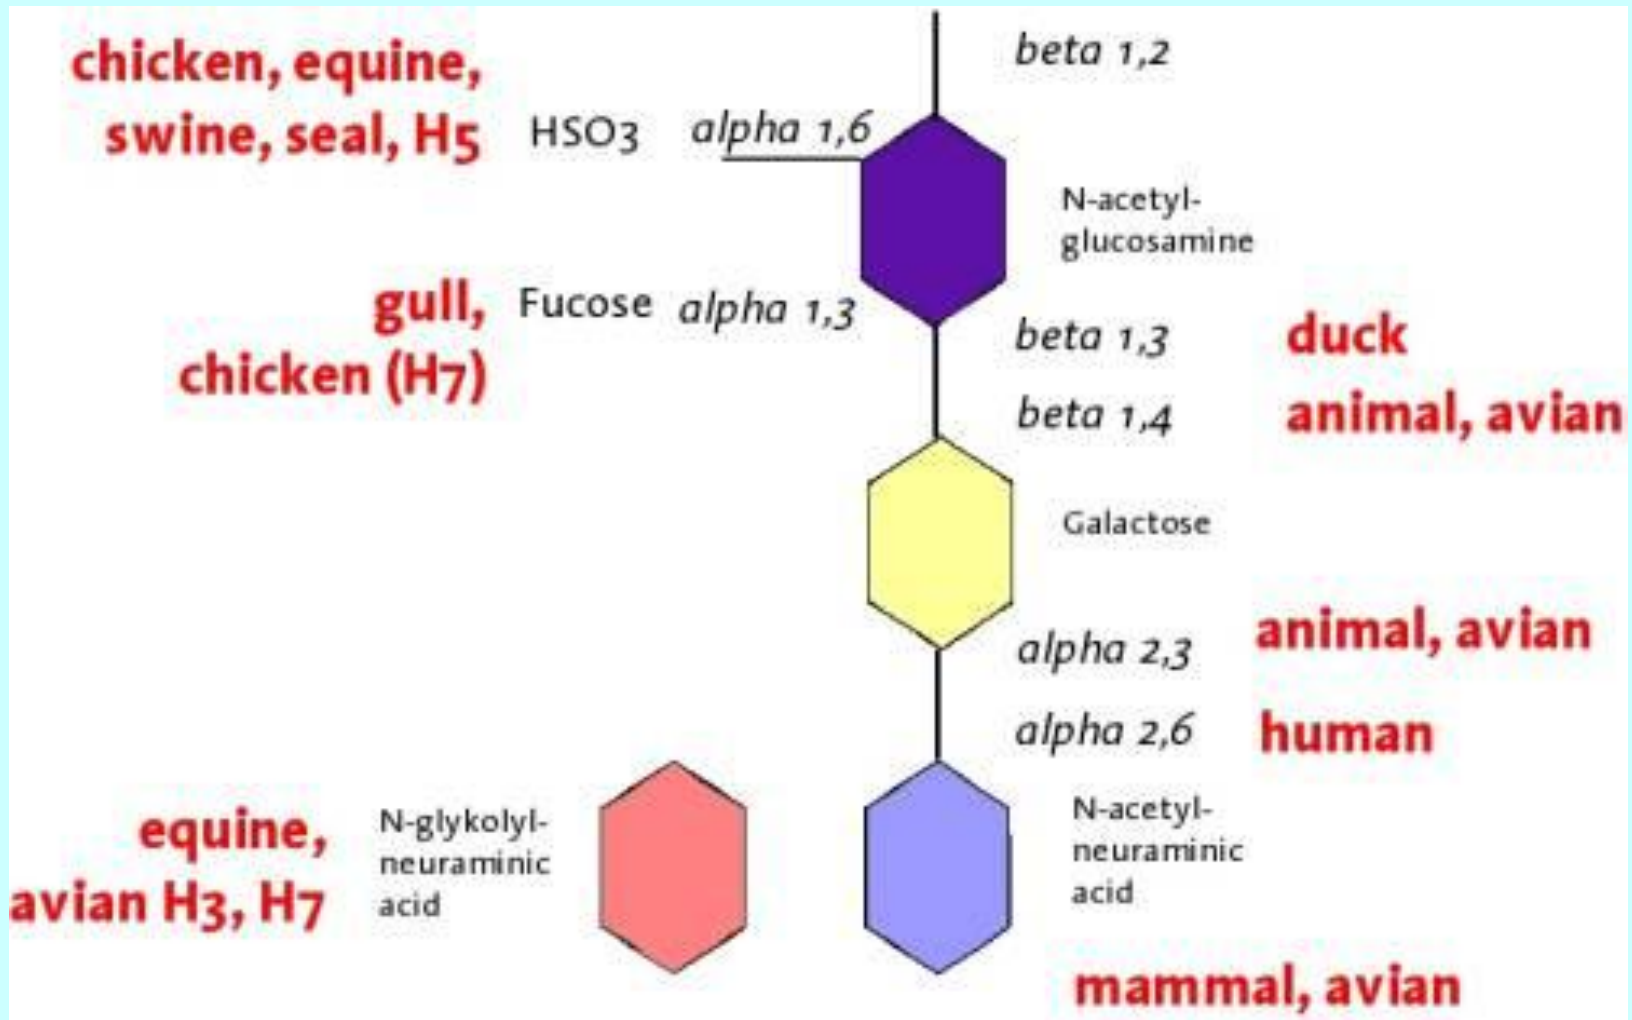 beta 1,2
chicken, equine,
swine, seal, H5
HSO3
alpha 1,6
N-acetyl-
glucosamine
gull,
chicken (H7)
Fucose
alpha 1,3
beta 1,3
duck
beta 1,4
animal, avian
Galactose
alpha 2,3
animal, avian
alpha 2,6
human
equine,
avian H3, H7
N-glykolyl-
neuraminic
acid
N-acetyl-
neuraminic
acid
mammal, avian